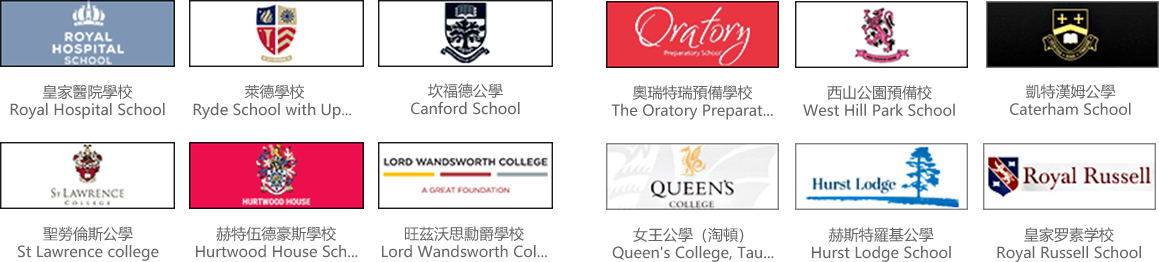 ROYAL
HOSPITAL
SCHOOL
Oratory
Preparatory School
皇家醫院學校
Royal Hospital School
萊德學校
Ryde School with Up...
坎福德公學
Canford School
奧瑞特瑞預備學校
The Oratory Preparat...
西山公園預備校
West Hill Park School
凱特漢姆公學
Caterham School
ST LAWRENCE
COLLEGE
HURTWOOD HOUSE
LORD WANDSWORTH COLLEGE
A GREAT FOUNDATION
QUEEN'S
COLLEGE
Hurst Lodge
Royal Russell
聖勞倫斯公學
St Lawrence college
赫特伍德豪斯學校
Hurtwood House Sch...
旺茲沃思勳爵學校
Lord Wandsworth Col...
女王公學（淘頓）
Queen's College, Tau...
赫斯特羅基公學
Hurst Lodge School
皇家罗素学校
Royal Russell School